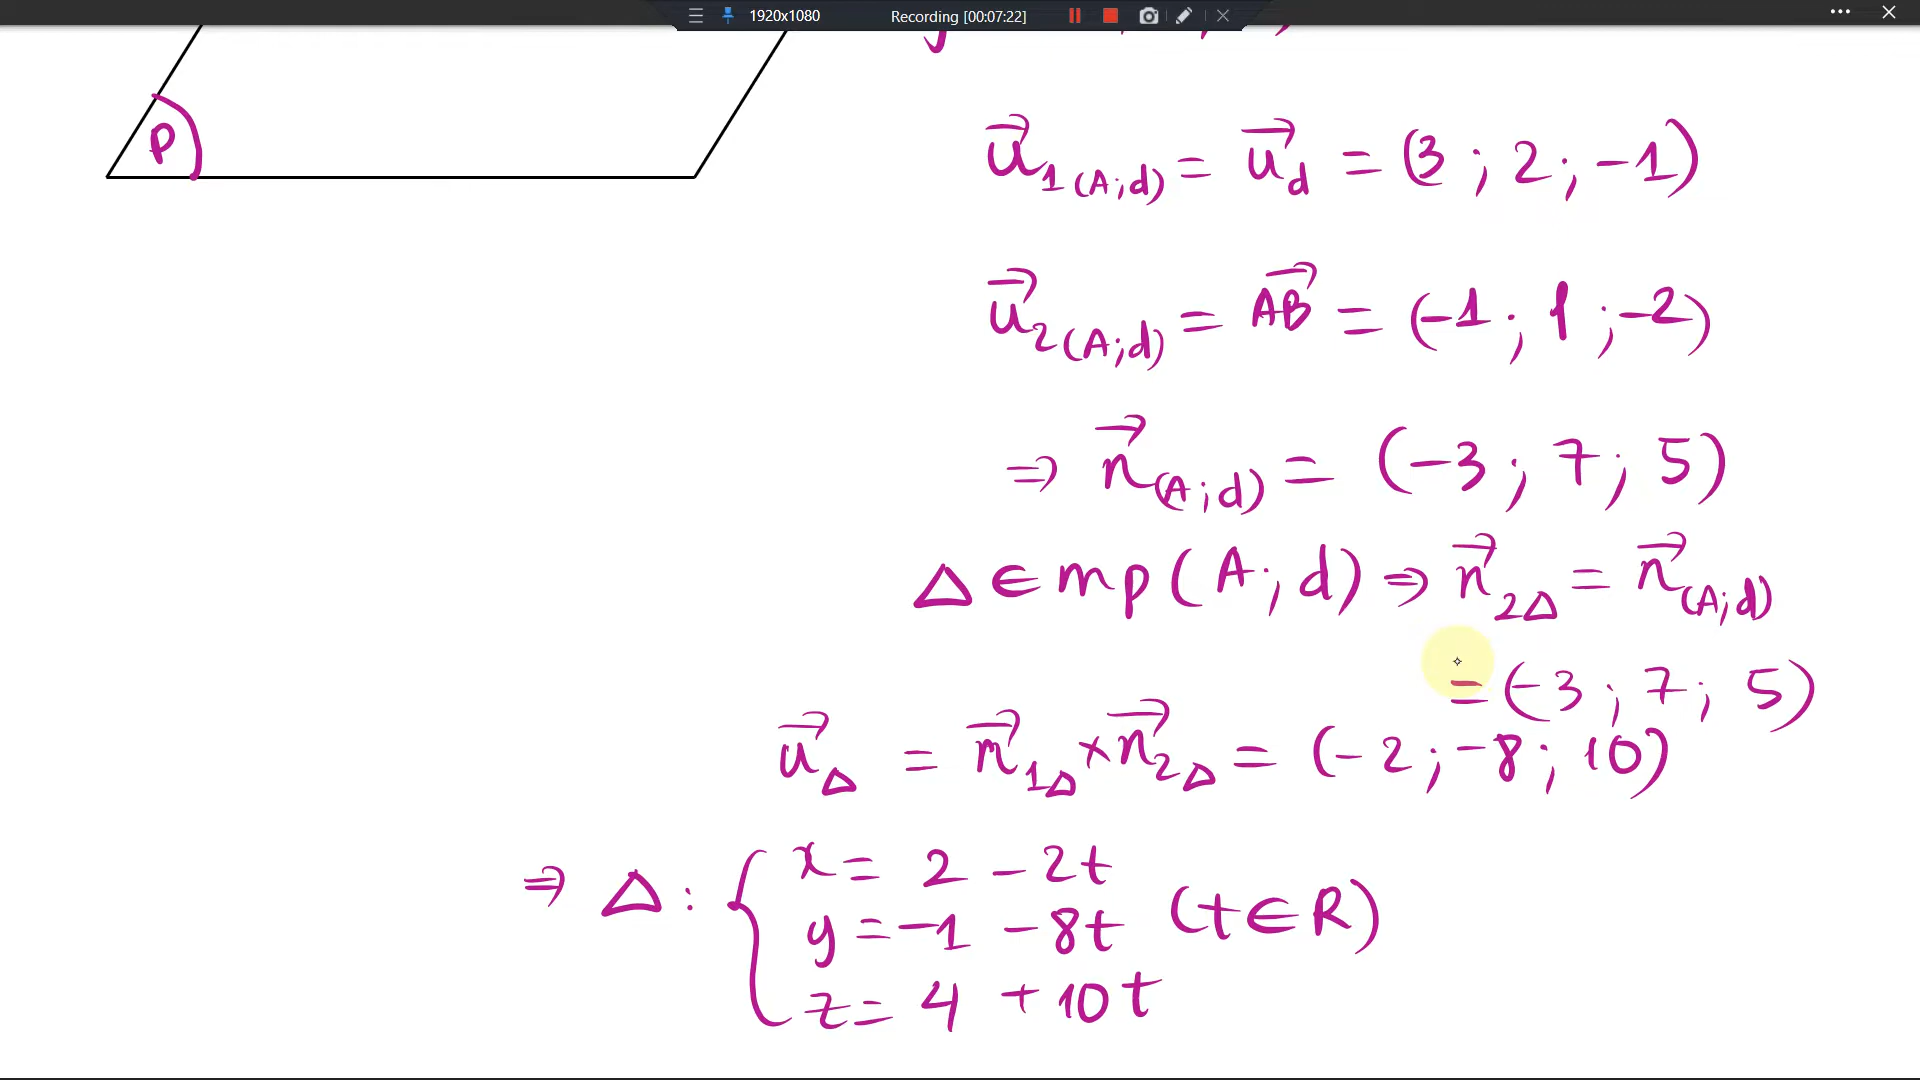 1920x1080 Recording [00:07:22]
P
u⃗₁(A;d) = u⃗d = (3 ; 2 ; -1)
u⃗₂(A;d) = A⃗B⃗ = (-1 ; 1 ; -2)
⇒ n⃗(A;d) = (-3 ; 7 ; 5)
Δ ∈ mp(A;d) ⇒ n⃗₂Δ = n⃗(A;d)
= (-3 ; 7 ; 5)
u⃗Δ = n⃗₁Δ × n⃗₂Δ = (-2 ; -8 ; 10)
x = 2 - 2t
⇒ Δ : { y = -1 - 8t (t ∈ R)
z = 4 + 10t